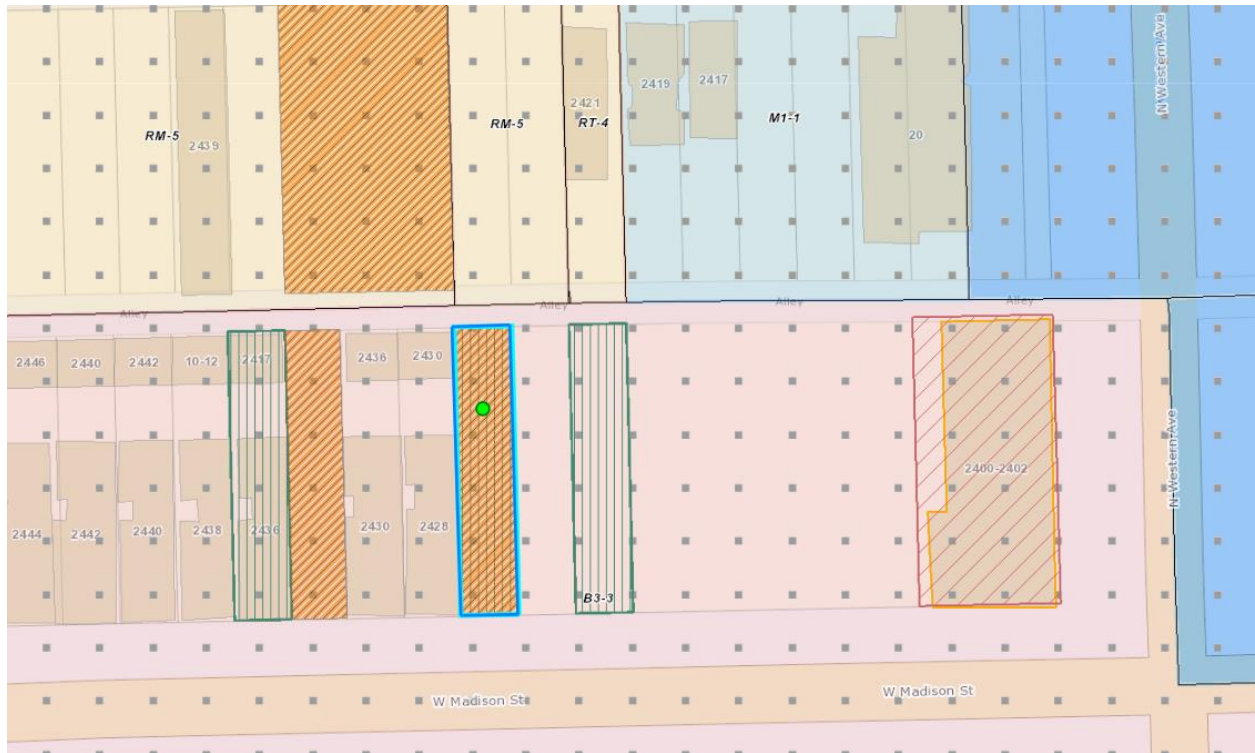 N Western Ave
2419
2417
2421
RM-5
RM-5
RT-4
M1-1
20
2439
Alley
Alley
Alley
Alley
2446
2440
2442
10-12
2417
2436
2430
2400-2402
N Western Ave
2444
2442
2440
2438
2436
2430
2428
B3-3
W Madison St
W Madison St